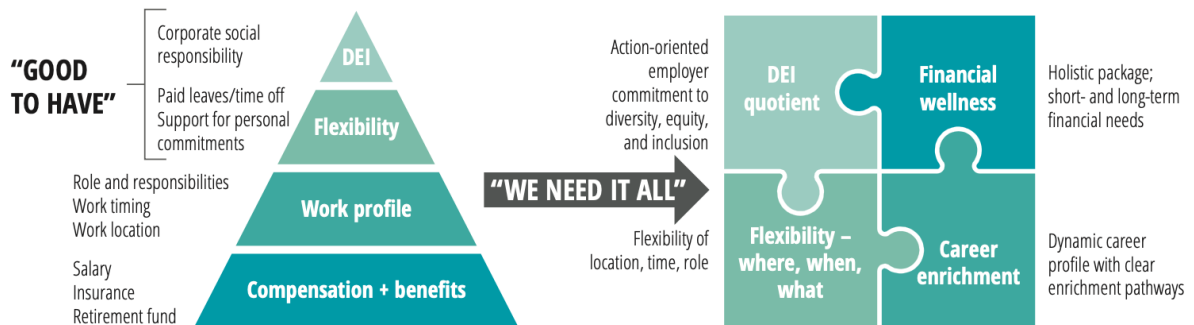 “GOOD
TO HAVE”
Corporate social
responsibility
Paid leaves/time off
Support for personal
commitments
Role and responsibilities
Work timing
Work location
Salary
Insurance
Retirement fund
DEI
Flexibility
Work profile
Compensation + benefits
“WE NEED IT ALL”
Action-oriented
employer
commitment to
diversity, equity,
and inclusion
Flexibility of
location, time, role
DEI
quotient
Financial
wellness
Flexibility –
where, when,
what
Career
enrichment
Holistic package;
short- and long-term
financial needs
Dynamic career
profile with clear
enrichment pathways